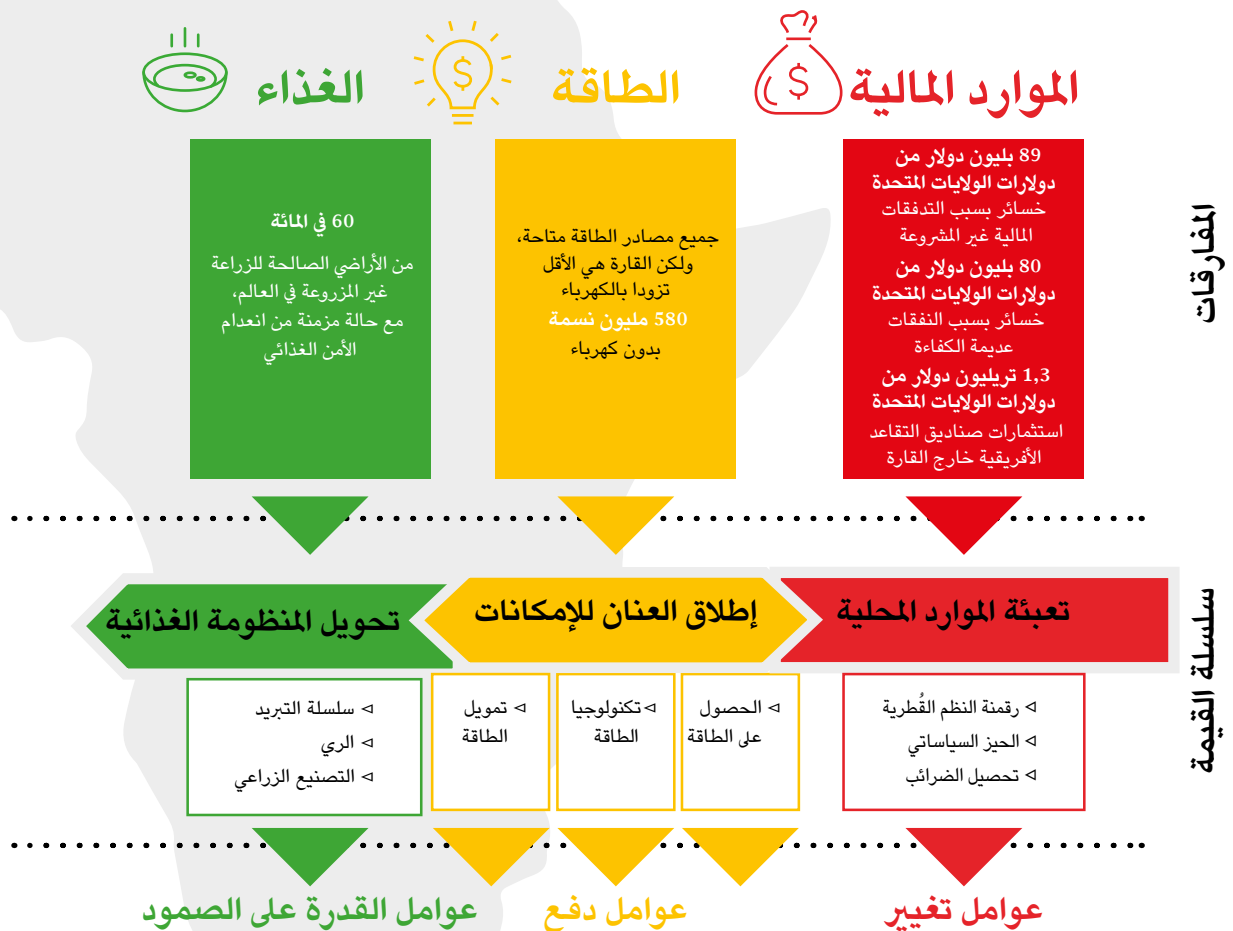 الموارد المالية
الطاقة
الغذاء
$
$
المفارقات
89 بليون دولار من
دولارات الولايات المتحدة
خسائر بسبب التدفقات
المالية غير المشروعة
80 بليون دولار من
دولارات الولايات المتحدة
خسائر بسبب النفقات
عديمة الكفاءة
1,3 تريليون دولار من
دولارات الولايات المتحدة
استثمارات صناديق التقاعد
الأفريقية خارج القارة
جميع مصادر الطاقة متاحة،
ولكن القارة هي الأقل
تزودا بالكهرباء
580 مليون نسمة
بدون كهرباء
60 في المائة
من الأراضي الصالحة للزراعة
غير المزروعة في العالم،
مع حالة مزمنة من انعدام
الأمن الغذائي
سلسلة القيمة
تعبئة الموارد المحلية
إطلاق العنان للإمكانات
تحويل المنظومة الغذائية
⊲ رقمنة النظم القُطرية
⊲ الحيز السياساتي
⊲ تحصيل الضرائب
⊲ الحصول
على الطاقة
⊲ تكنولوجيا
الطاقة
⊲ تمويل
الطاقة
⊲ سلسلة التبريد
⊲ الري
⊲ التصنيع الزراعي
عوامل تغيير
عوامل دفع
عوامل القدرة على الصمود